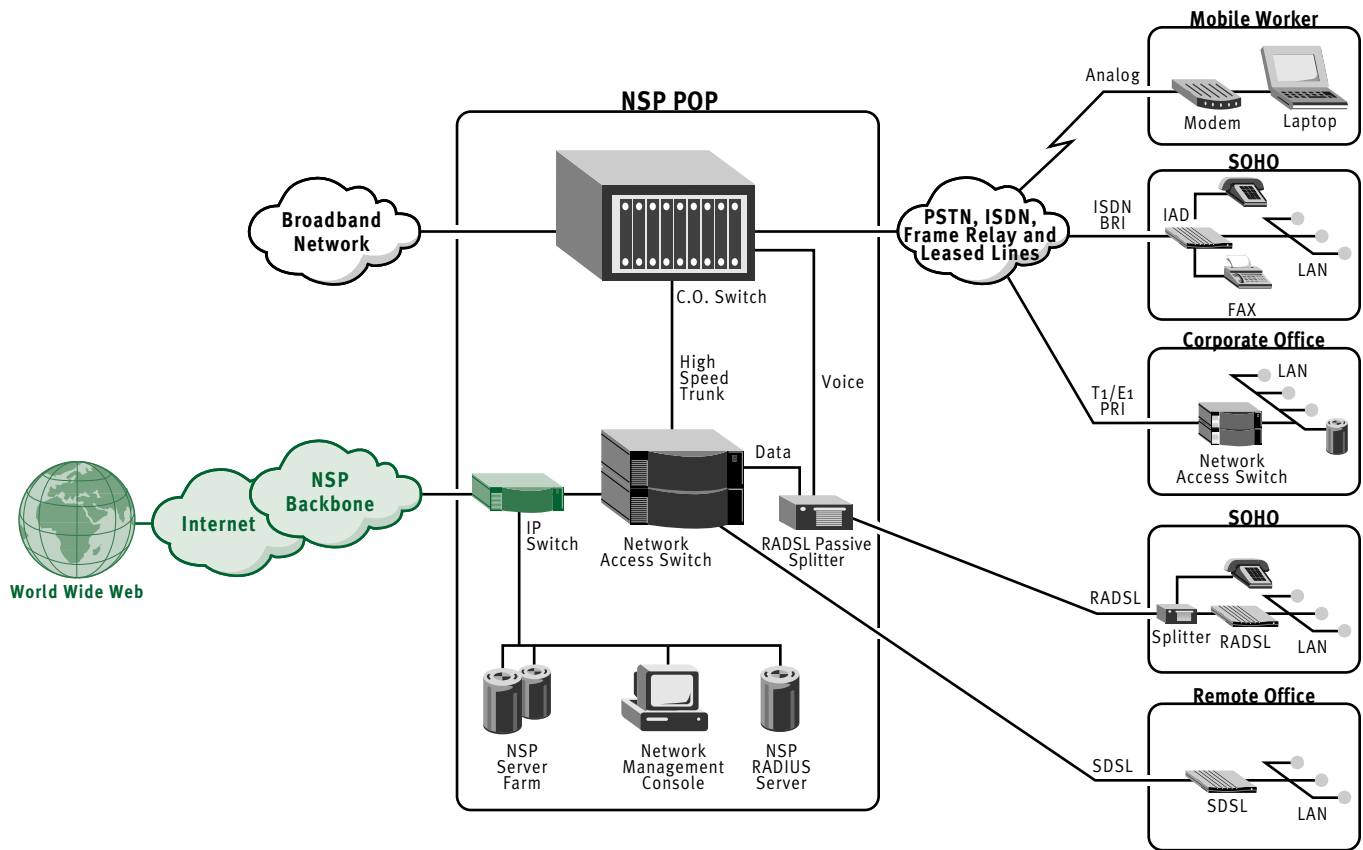 Mobile Worker
Analog
Modem
Laptop
NSP POP
SOHO
Broadband
Network
PSTN, ISDN,
Frame Relay and
Leased Lines
ISDN
BRI
IAD
LAN
FAX
C.O. Switch
High
Speed
Trunk
Voice
Corporate Office
T1/E1
PRI
LAN
Network
Access Switch
Data
NSP
Backbone
Internet
World Wide Web
IP
Switch
Network
Access Switch
RADSL Passive
Splitter
SOHO
RADSL
Splitter
RADSL
LAN
Remote Office
SDSL
SDSL
LAN
NSP
Server
Farm
Network
Management
Console
NSP
RADIUS
Server